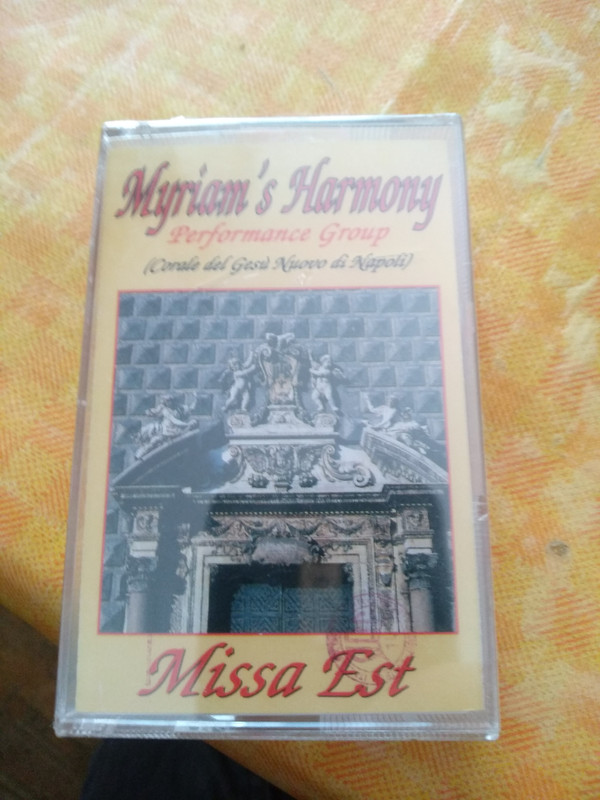 Myriam's Harmony
Performance Group
(Corale del Gesù Nuovo di Napoli)
Missa Est